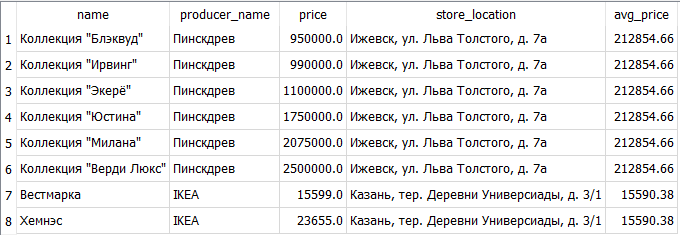 name producer_name price store_location avg_price
1 Коллекция "Блэквуд" Пинскдрев 950000.0 Ижевск, ул. Льва Толстого, д. 7а 212854.66
2 Коллекция "Ирвинг" Пинскдрев 990000.0 Ижевск, ул. Льва Толстого, д. 7а 212854.66
3 Коллекция "Экерё" Пинскдрев 1100000.0 Ижевск, ул. Льва Толстого, д. 7а 212854.66
4 Коллекция "Юстина" Пинскдрев 1750000.0 Ижевск, ул. Льва Толстого, д. 7а 212854.66
5 Коллекция "Милана" Пинскдрев 2075000.0 Ижевск, ул. Льва Толстого, д. 7а 212854.66
6 Коллекция "Верди Люкс" Пинскдрев 2500000.0 Ижевск, ул. Льва Толстого, д. 7а 212854.66
7 Вестмарка IKEA 15599.0 Казань, тер. Деревни Универсиады, д. 3/1 15590.38
8 Хемнэс IKEA 23655.0 Казань, тер. Деревни Универсиады, д. 3/1 15590.38